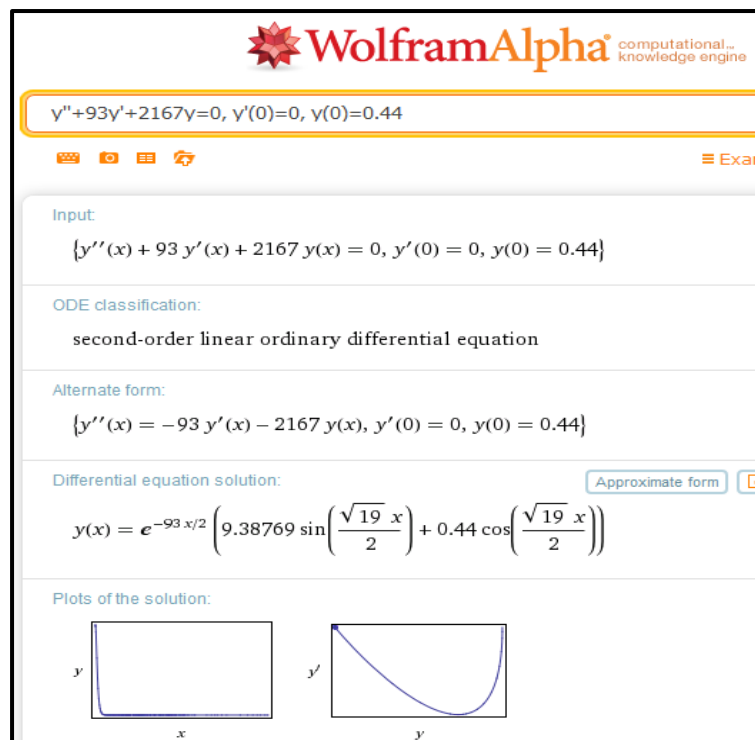 WolframAlpha® computational... knowledge engine
y''+93y'+2167y=0, y'(0)=0, y(0)=0.44
≡ Exa
Input:
{y′′(x) + 93 y′(x) + 2167 y(x) = 0, y′(0) = 0, y(0) = 0.44}
ODE classification:
second-order linear ordinary differential equation
Alternate form:
{y′′(x) = −93 y′(x) − 2167 y(x), y′(0) = 0, y(0) = 0.44}
Differential equation solution:
Approximate form
y(x) = e^(−93 x/2) (9.38769 sin(√19 x / 2) + 0.44 cos(√19 x / 2))
Plots of the solution:
y
x
y′
y